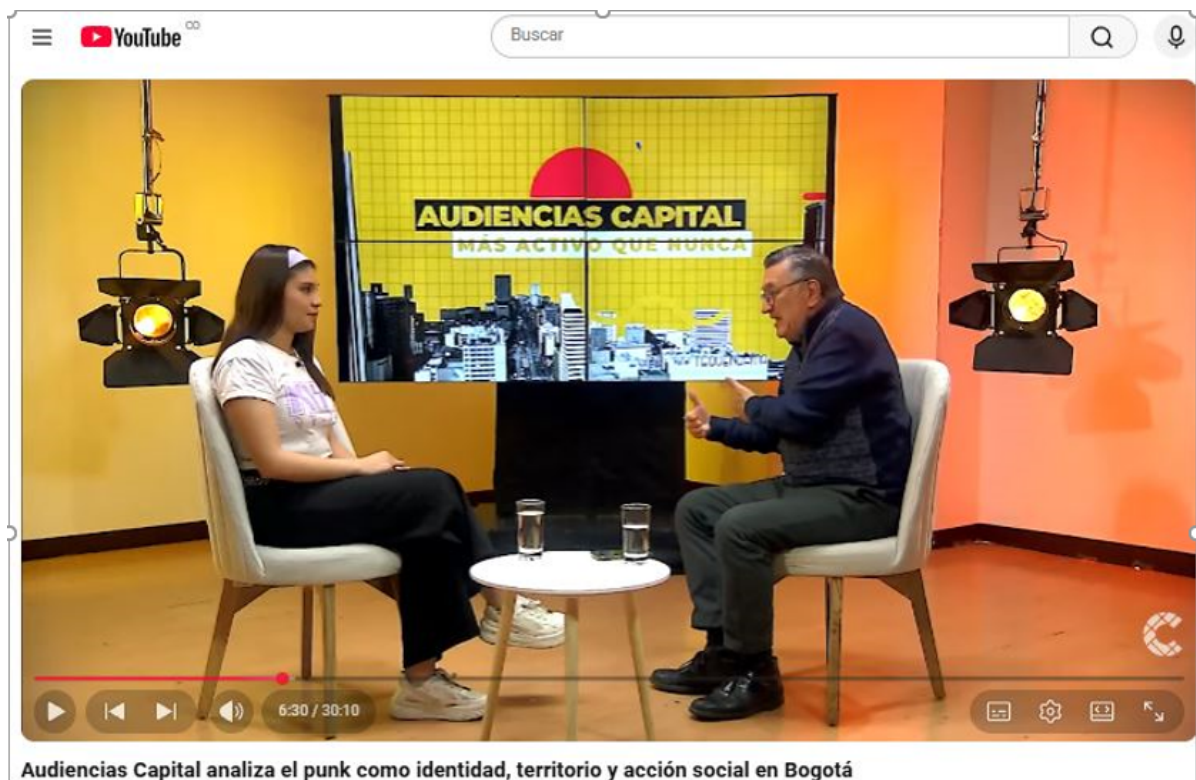 YouTube CO
Buscar
AUDIENCIAS CAPITAL
MÁS ACTIVO QUE NUNCA
6:30 / 30:10
Audiencias Capital analiza el punk como identidad, territorio y acción social en Bogotá